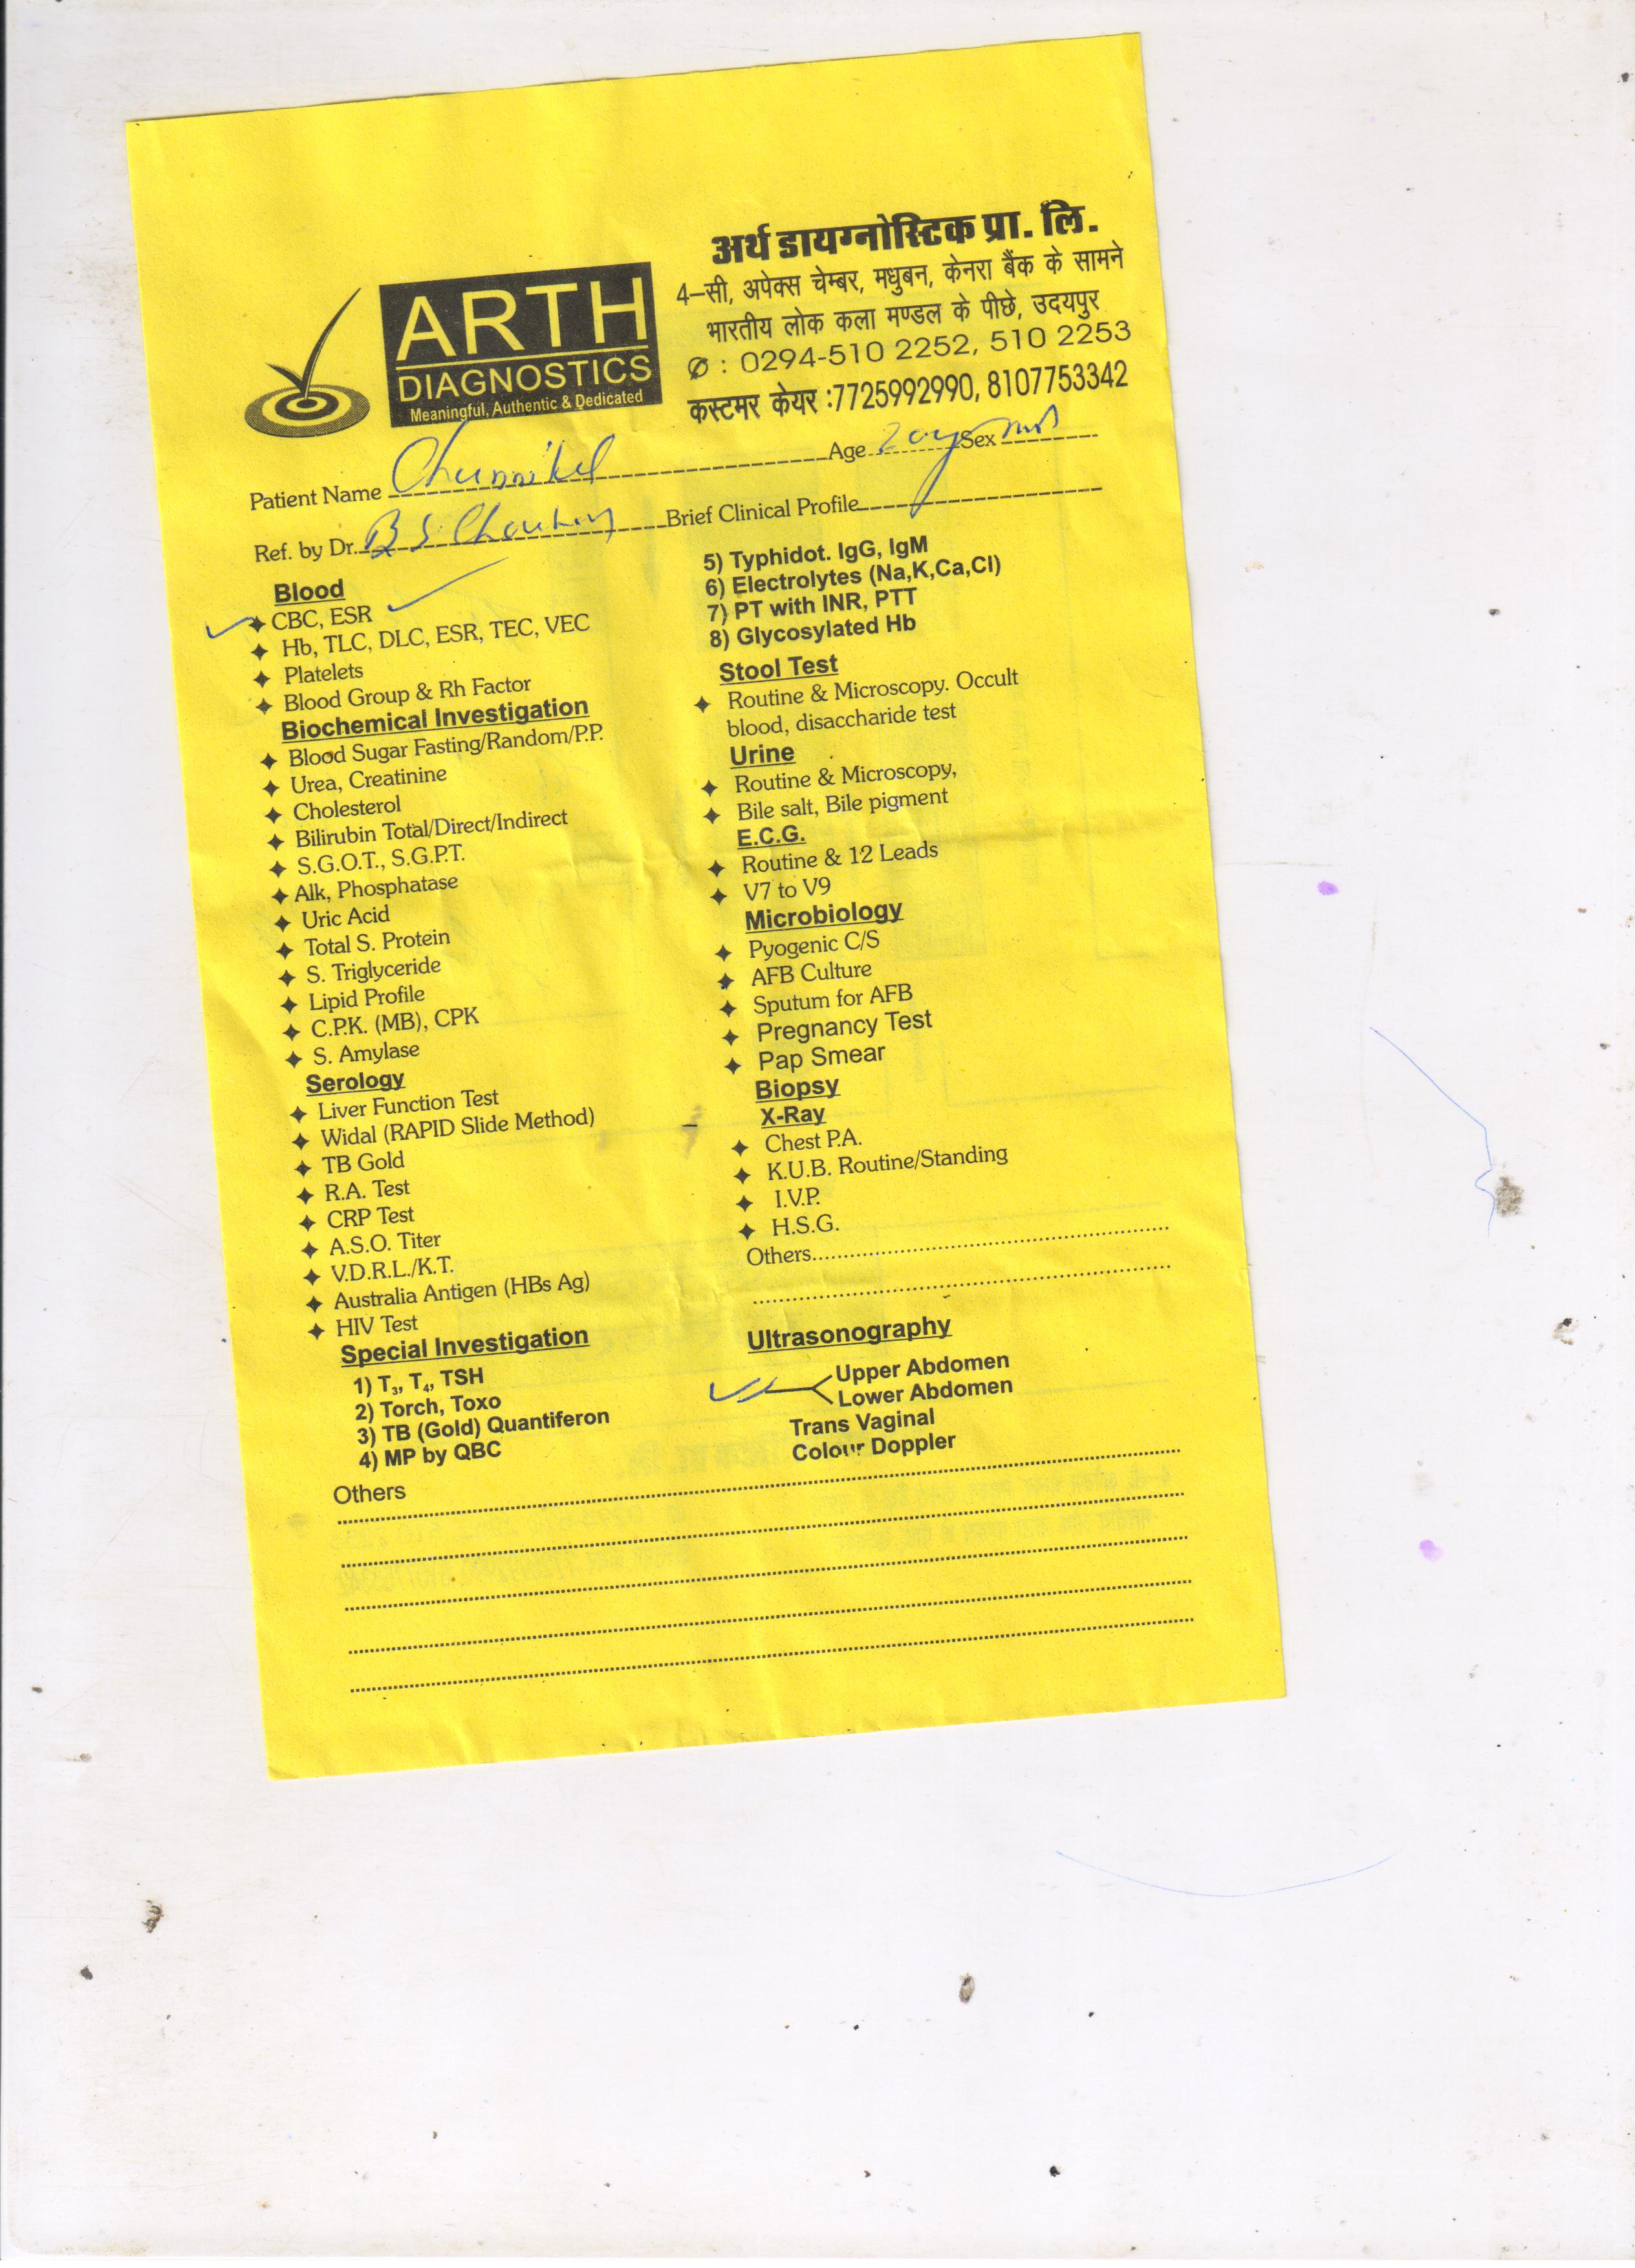 अर्थ डायग्नोस्टिक प्रा. लि.
4–सी, अपेक्स चेम्बर, मधुबन, केनरा बैंक के सामने
भारतीय लोक कला मण्डल के पीछे, उदयपुर
✆ : 0294-510 2252, 510 2253
कस्टमर केयर :7725992990, 8107753342
ARTH
DIAGNOSTICS
Meaningful, Authentic & Dedicated
Patient Name Age 20y Sex
Ref. by Dr. B S Brief Clinical Profile
Blood
CBC, ESR
Hb, TLC, DLC, ESR, TEC, VEC
Platelets
Blood Group & Rh Factor
Biochemical Investigation
Blood Sugar Fasting/Random/P.P.
Urea, Creatinine
Cholesterol
Bilirubin Total/Direct/Indirect
S.G.O.T., S.G.P.T.
Alk, Phosphatase
Uric Acid
Total S. Protein
S. Triglyceride
Lipid Profile
C.P.K. (MB), CPK
S. Amylase
Serology
Liver Function Test
Widal (RAPID Slide Method)
TB Gold
R.A. Test
CRP Test
A.S.O. Titer
V.D.R.L./K.T.
Australia Antigen (HBs Ag)
HIV Test
Special Investigation
1) T₃, T₄, TSH
2) Torch, Toxo
3) TB (Gold) Quantiferon
4) MP by QBC
5) Typhidot. IgG, IgM
6) Electrolytes (Na,K,Ca,Cl)
7) PT with INR, PTT
8) Glycosylated Hb
Stool Test
Routine & Microscopy. Occult
blood, disaccharide test
Urine
Routine & Microscopy,
Bile salt, Bile pigment
E.C.G.
Routine & 12 Leads
V7 to V9
Microbiology
Pyogenic C/S
AFB Culture
Sputum for AFB
Pregnancy Test
Pap Smear
Biopsy
X-Ray
Chest P.A.
K.U.B. Routine/Standing
I.V.P.
H.S.G.
Others
Ultrasonography
Upper Abdomen
Lower Abdomen
Trans Vaginal
Colour Doppler
Others